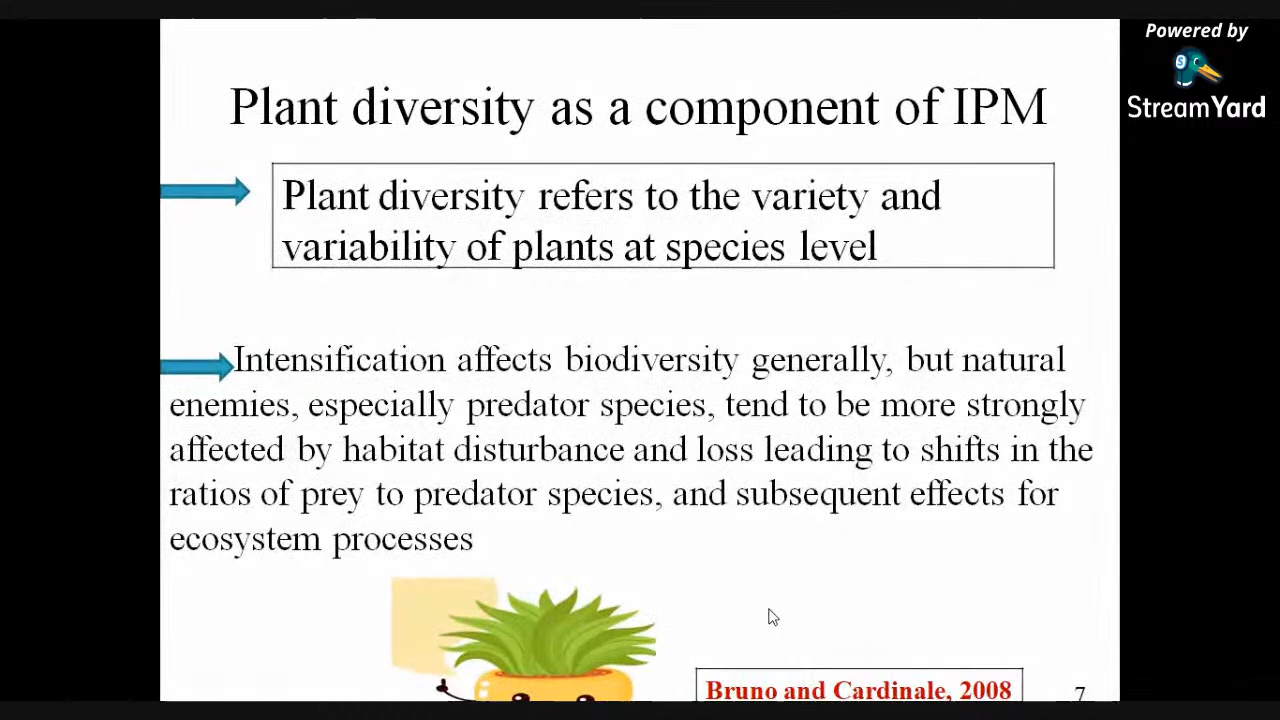 Powered by
StreamYard
Plant diversity as a component of IPM
Plant diversity refers to the variety and
variability of plants at species level
Intensification affects biodiversity generally, but natural
enemies, especially predator species, tend to be more strongly
affected by habitat disturbance and loss leading to shifts in the
ratios of prey to predator species, and subsequent effects for
ecosystem processes
Bruno and Cardinale, 2008
7